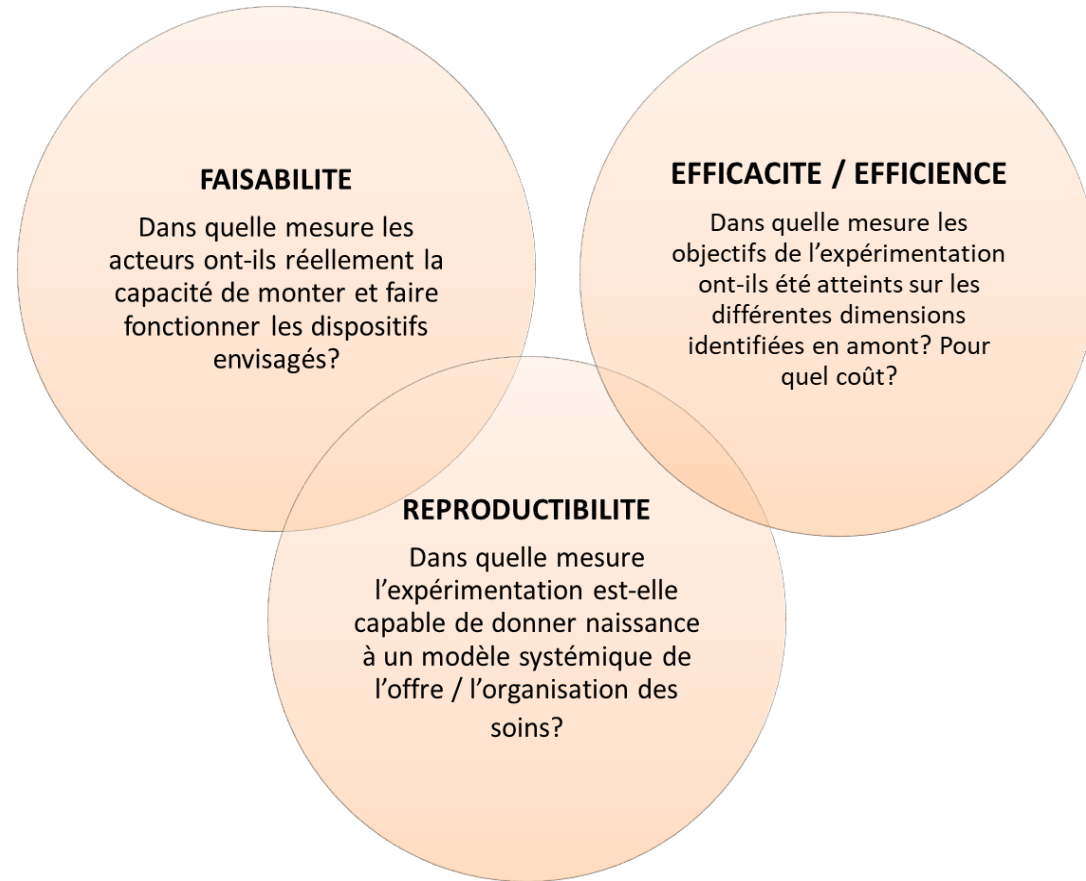 FAISABILITE
Dans quelle mesure les
acteurs ont-ils réellement la
capacité de monter et faire
fonctionner les dispositifs
envisagés?
EFFICACITE / EFFICIENCE
Dans quelle mesure les
objectifs de l'expérimentation
ont-ils été atteints sur les
différentes dimensions
identifiées en amont? Pour
quel coût?
REPRODUCTIBILITE
Dans quelle mesure
l'expérimentation est-elle
capable de donner naissance
à un modèle systémique de
l'offre / l'organisation des
soins?